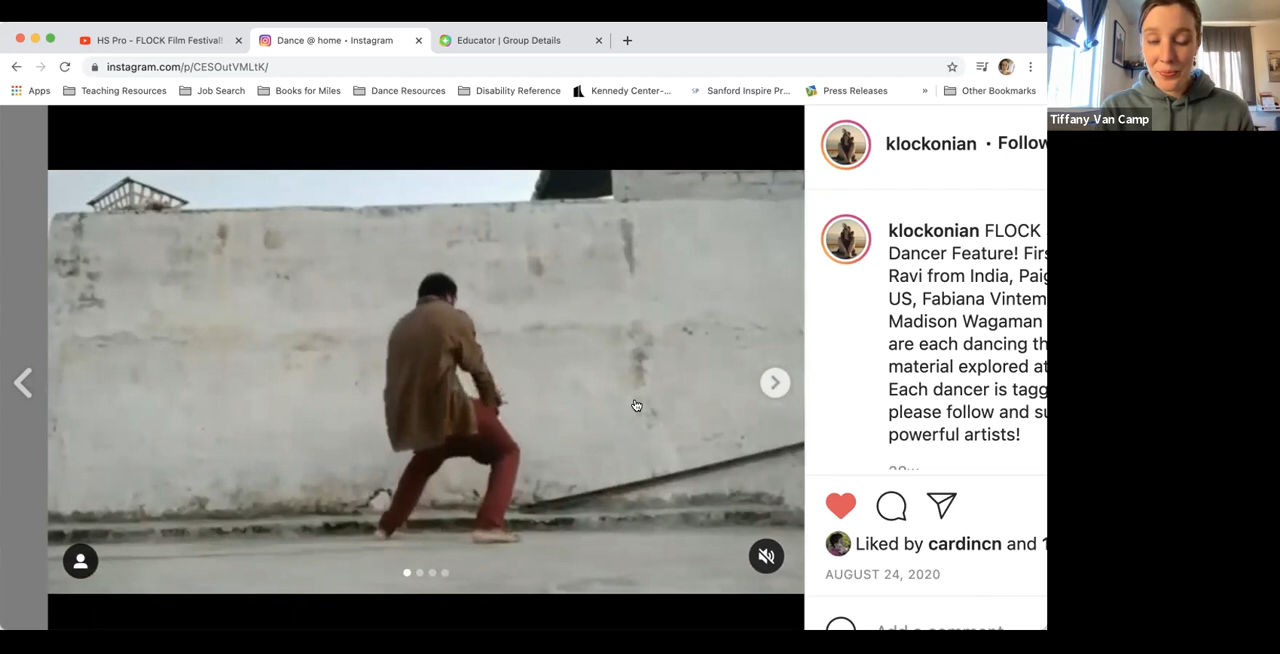 HS Pro - FLOCK Film Festival!
Dance @ home • Instagram
Educator | Group Details
instagram.com/p/CESOutVMLtK/
Apps
Teaching Resources
Job Search
Books for Miles
Dance Resources
Disability Reference
Kennedy Center-...
SP Sanford Inspire Pr...
Press Releases
»
Other Bookmarks
Tiffany Van Camp
klockonian • Follow
klockonian FLOCK
Dancer Feature! Firs
Ravi from India, Paig
US, Fabiana Vintem
Madison Wagaman
are each dancing th
material explored at
Each dancer is tagg
please follow and su
powerful artists!
Liked by cardincn and 1
AUGUST 24, 2020